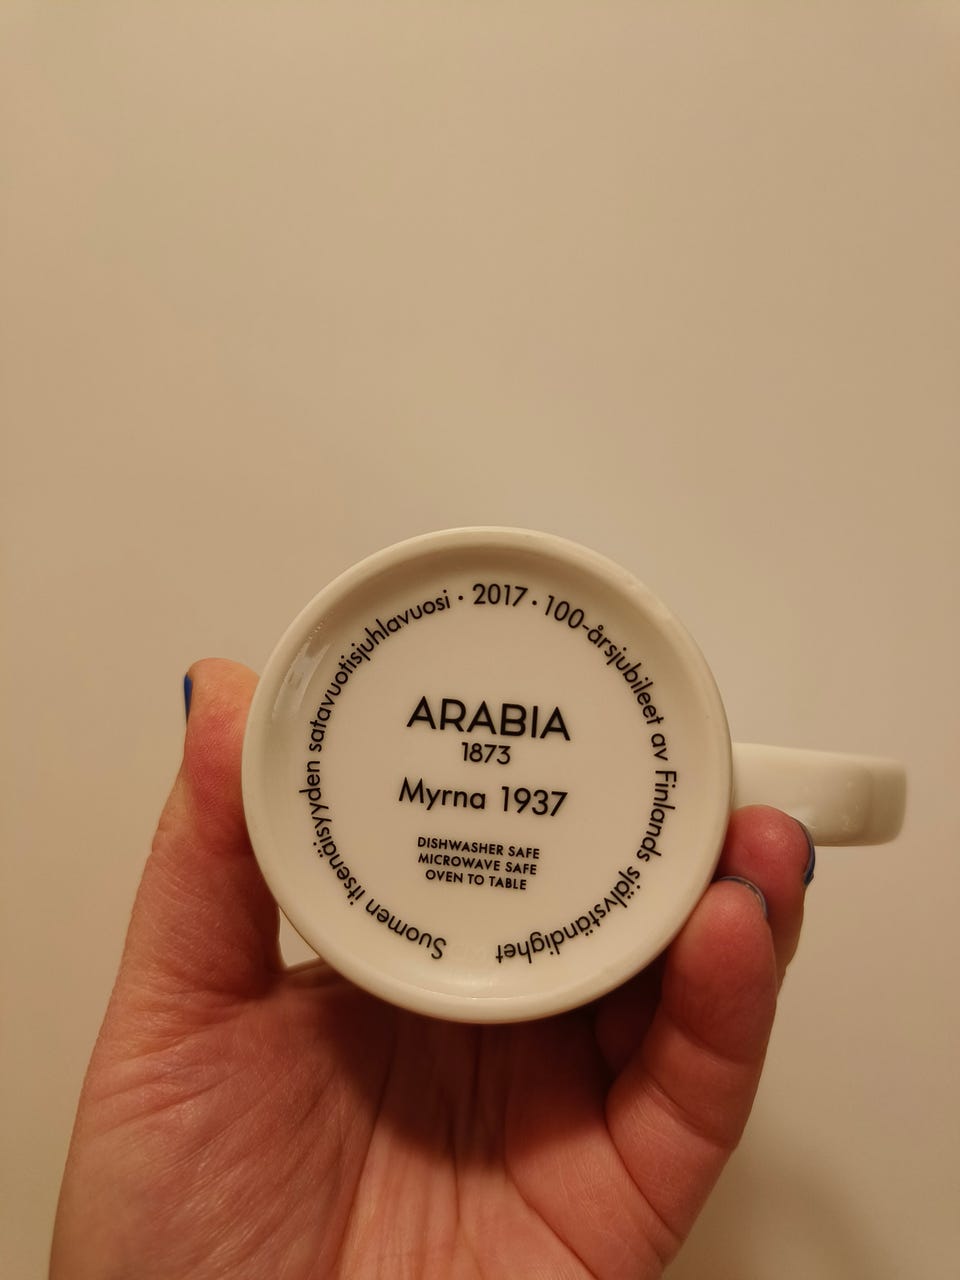 Suomen itsenäisyyden satavuotisjuhlavuosi · 2017 · 100-årsjubileet av Finlands självständighet
ARABIA
1873
Myrna 1937
DISHWASHER SAFE
MICROWAVE SAFE
OVEN TO TABLE